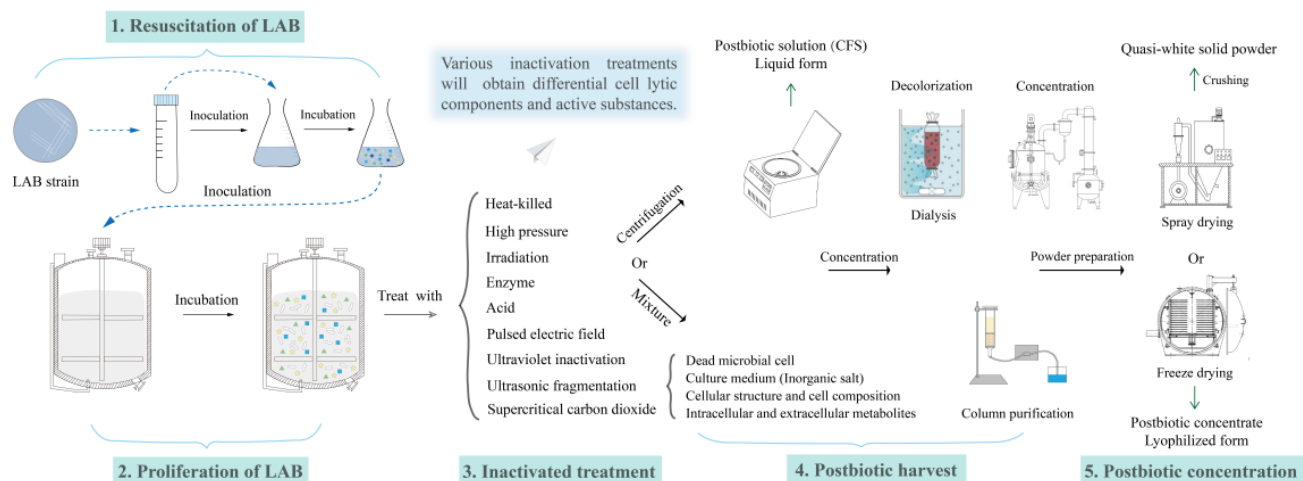 1. Resuscitation of LAB
LAB strain
Inoculation
Incubation
Inoculation
Incubation
2. Proliferation of LAB
Treat with
Various inactivation treatments
will obtain differential cell lytic
components and active substances.
Heat-killed
High pressure
Irradiation
Enzyme
Acid
Pulsed electric field
Ultraviolet inactivation
Ultrasonic fragmentation
Supercritical carbon dioxide
3. Inactivated treatment
Centrifugation
Or
Mixture
Postbiotic solution (CFS)
Liquid form
Dead microbial cell
Culture medium (Inorganic salt)
Cellular structure and cell composition
Intracellular and extracellular metabolites
Concentration
Decolorization
Dialysis
Concentration
Column purification
4. Postbiotic harvest
Powder preparation
Quasi-white solid powder
Crushing
Spray drying
Or
Freeze drying
Postbiotic concentrate
Lyophilized form
5. Postbiotic concentration